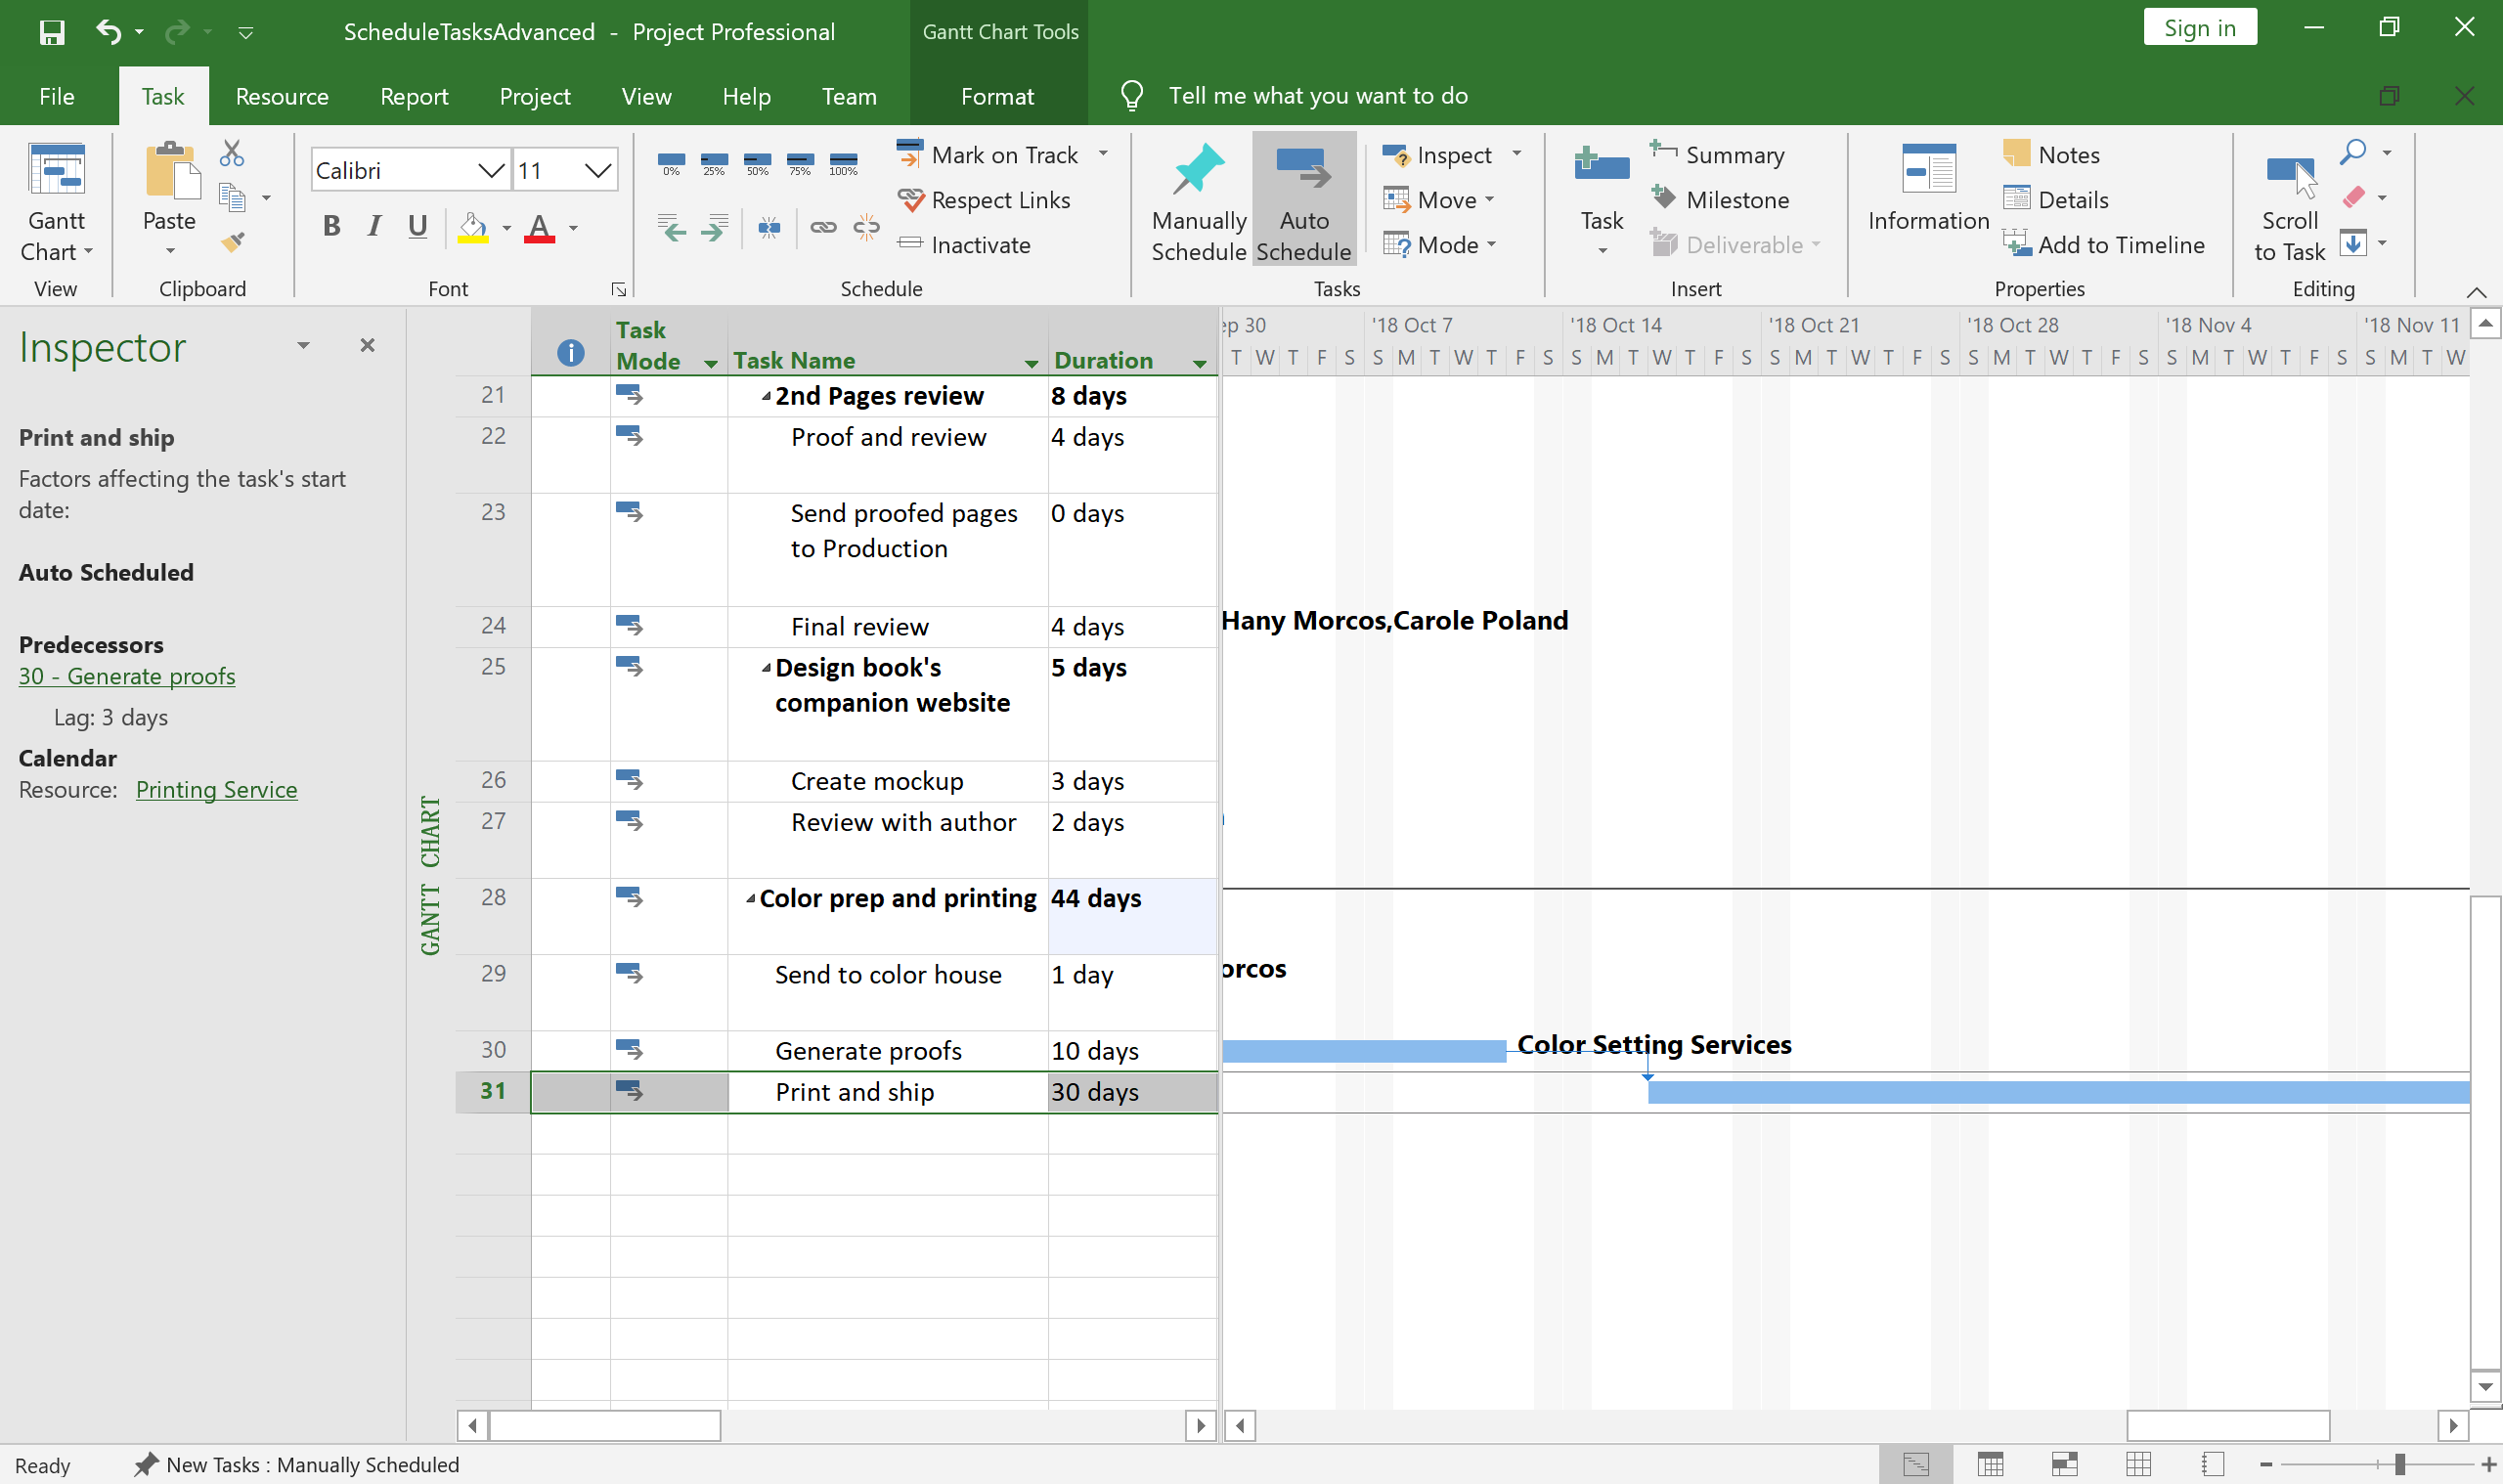 ScheduleTasksAdvanced - Project Professional
Gantt Chart Tools
Sign in
File
Task
Resource
Report
Project
View
Help
Team
Format
Tell me what you want to do
Gantt
Chart
View
Paste
Clipboard
Calibri
11
B I U
A
Font
0%
25%
50%
75%
100%
Mark on Track
Respect Links
Inactivate
Schedule
Manually
Schedule
Auto
Schedule
Inspect
Move
Mode
Tasks
Task
Summary
Milestone
Deliverable
Insert
Information
Notes
Details
Add to Timeline
Properties
Scroll
to Task
Editing
Inspector
Print and ship
Factors affecting the task's start
date:
Auto Scheduled
Predecessors
30 - Generate proofs
Lag: 3 days
Calendar
Resource: Printing Service
GANTT CHART
Task
Mode
Task Name
Duration
21 2nd Pages review 8 days
22 Proof and review 4 days
23 Send proofed pages 0 days
to Production
24 Final review 4 days
25 Design book's 5 days
companion website
26 Create mockup 3 days
27 Review with author 2 days
28 Color prep and printing 44 days
29 Send to color house 1 day
30 Generate proofs 10 days
31 Print and ship 30 days
ep 30 '18 Oct 7 '18 Oct 14 '18 Oct 21 '18 Oct 28 '18 Nov 4 '18 Nov 11
T W T F S S M T W T F S S M T W T F S S M T W T F S S M T W T F S S M T W T F S S M T W
Hany Morcos,Carole Poland
orcos
Color Setting Services
Ready
New Tasks : Manually Scheduled